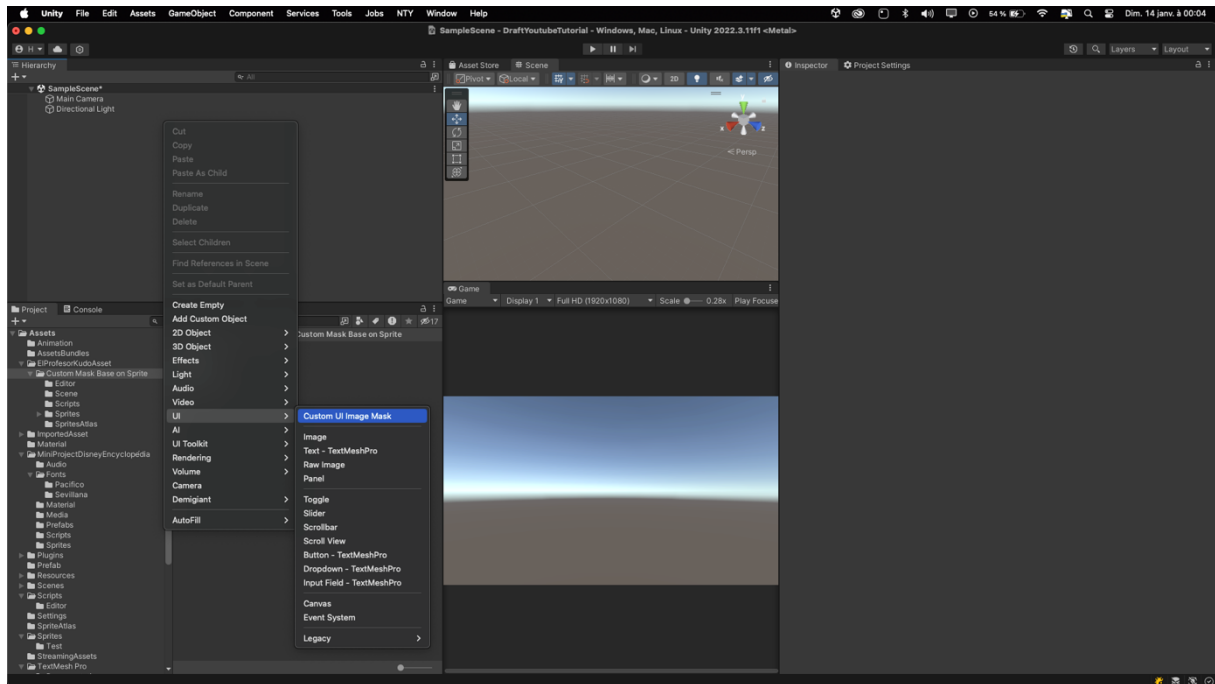 Unity File Edit Assets GameObject Component Services Tools Jobs NTY Window Help 54 % Dim. 14 janv. à 00:04
SampleScene - DraftYoutubeTutorial - Windows, Mac, Linux - Unity 2022.3.11f1 <Metal>
H Layers Layout
Hierarchy
All
SampleScene*
Main Camera
Directional Light
Cut
Copy
Paste
Paste As Child
Rename
Duplicate
Delete
Select Children
Find References in Scene
Set as Default Parent
Create Empty
Add Custom Object
2D Object
3D Object
Effects
Light
Audio
Video
UI
AI
UI Toolkit
Rendering
Volume
Camera
Demigiant
AutoFill
Custom UI Image Mask
Image
Text - TextMeshPro
Raw Image
Panel
Toggle
Slider
Scrollbar
Scroll View
Button - TextMeshPro
Dropdown - TextMeshPro
Input Field - TextMeshPro
Canvas
Event System
Legacy
Project Console
17
Custom Mask Base on Sprite
Assets
Animation
AssetsBundles
ElProfesorKudoAsset
Custom Mask Base on Sprite
Editor
Scene
Scripts
Sprites
SpritesAtlas
ImportedAsset
Material
MiniProjectDisneyEncyclopédia
Audio
Fonts
Pacifico
Sevillana
Material
Media
Prefabs
Scripts
Sprites
Plugins
Prefab
Resources
Scenes
Scripts
Editor
Settings
SpriteAtlas
Sprites
Test
StreamingAssets
TextMesh Pro
Asset Store Scene
Pivot Local 2D
y
x z
Persp
Game
Game Display 1 Full HD (1920x1080) Scale 0.28x Play Focuse
Inspector Project Settings